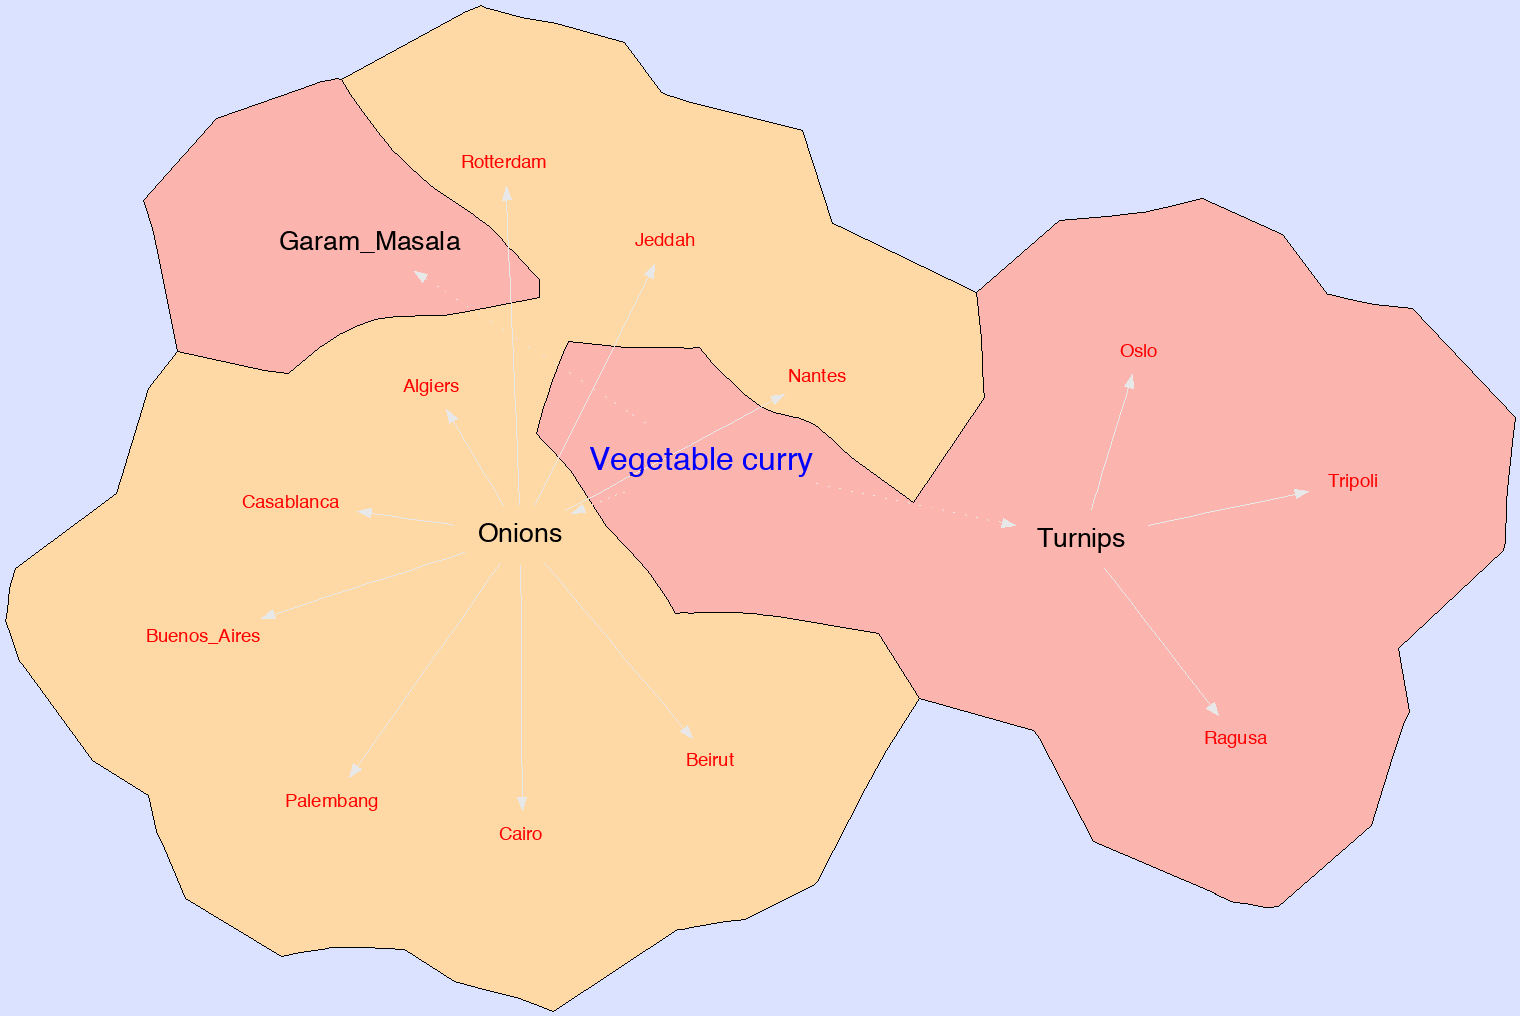 Rotterdam
Garam_Masala
Jeddah
Oslo
Nantes
Algiers
Vegetable curry
Tripoli
Casablanca
Onions
Turnips
Buenos_Aires
Ragusa
Beirut
Palembang
Cairo